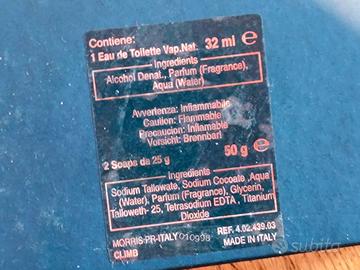 Contiene:
1 Eau de Toilette Vap.Nat. 32 ml e
Ingredients
Alcohol Denat., Parfum (Fragrance),
Aqua (Water)
Avvertenza: Infiammabile
Caution: Flammable
Precaucion: Inflamable
Vorsicht: Brennbar!
2 Soaps da 25 g 50 g e
Ingredients
Sodium Tallowate, Sodium Cocoate, Aqua
(Water), Parfum (Fragrance), Glycerin,
Talloweth-25, Tetrasodium EDTA, Titanium
Dioxide
MORRIS-PR-ITALY 010998 REF. 4.02.439.03
CLIMB MADE IN ITALY
subito